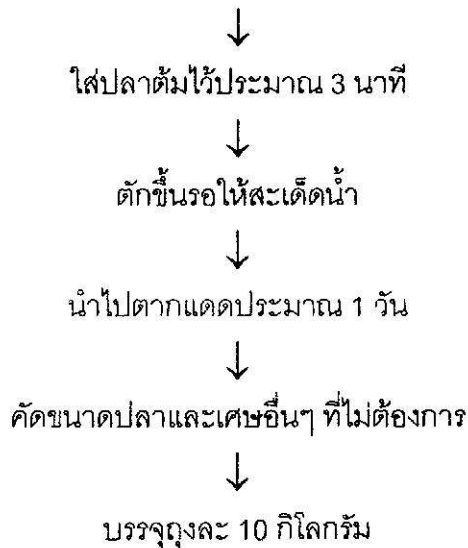 ใส่ปลาต้มไว้ประมาณ 3 นาที
ตักขึ้นรอให้สะเด็ดน้ำ
นำไปตากแดดประมาณ 1 วัน
คัดขนาดปลาและเศษอื่นๆ ที่ไม่ต้องการ
บรรจุถุงละ 10 กิโลกรัม